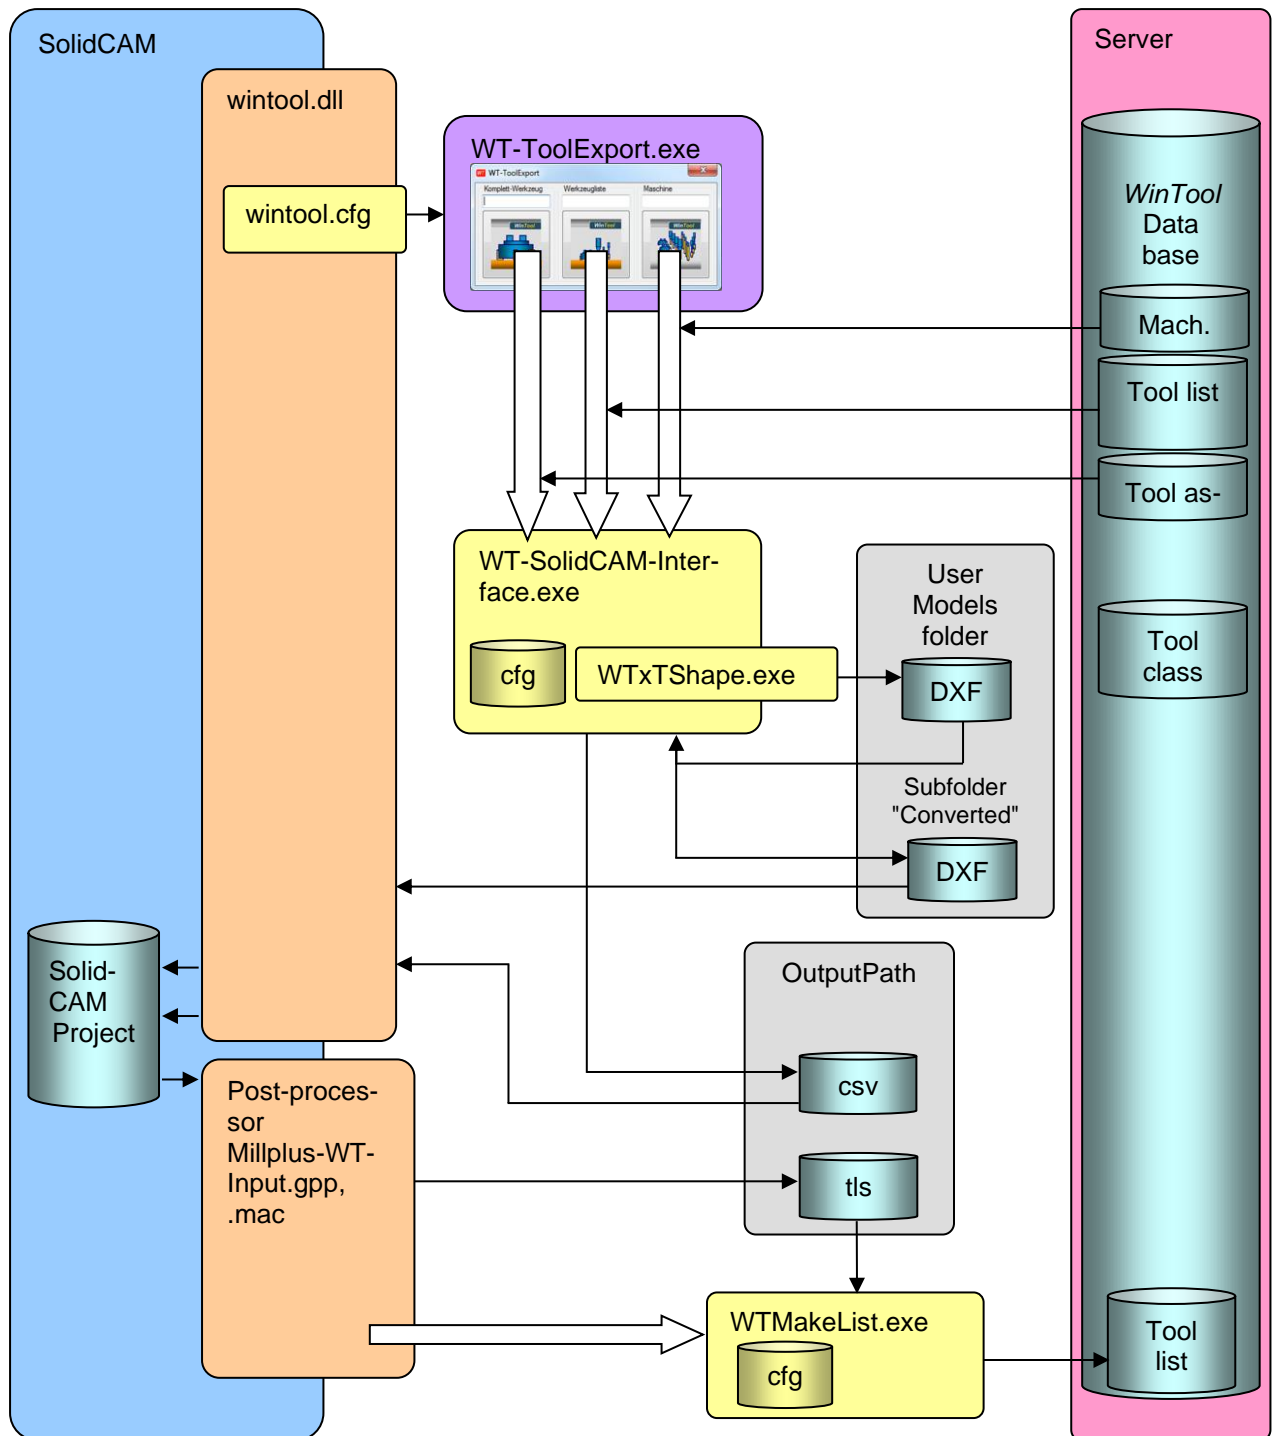 SolidCAM
wintool.dll
wintool.cfg
WT-ToolExport.exe
WT-ToolExport
Komplett-Werkzeug
Werkzeugliste
Maschine
WinTool
WinTool
WinTool
Server
WinTool
Data
base
Mach.
Tool list
Tool as-
Tool
class
WT-SolidCAM-Inter-
face.exe
cfg
WTxTShape.exe
User
Models
folder
DXF
Subfolder
"Converted"
DXF
Solid-
CAM
Project
OutputPath
csv
tls
Post-proces-
sor
Millplus-WT-
Input.gpp,
.mac
WTMakeList.exe
cfg
Tool
list